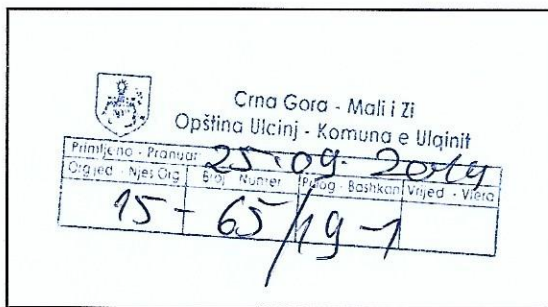 Crna Gora - Mali i Zi
Opština Ulcinj - Komuna e Ulqinit
Primljeno - Pranuar 25.09.2019
Org jed - Njes Org Broj - Numer Prilog - Bashkan Vrijed - Vlera
15 - 65/19-1